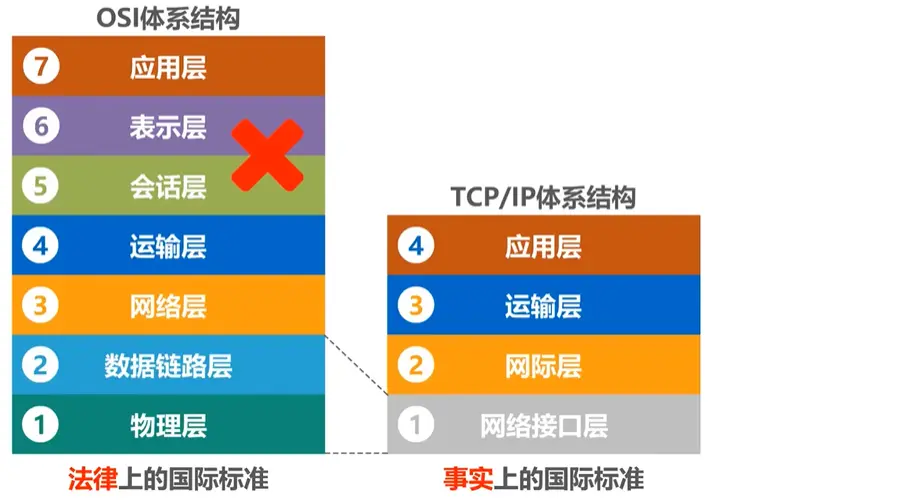 OSI体系结构
7 应用层
6 表示层
5 会话层
4 运输层
3 网络层
2 数据链路层
1 物理层
法律上的国际标准
TCP/IP体系结构
4 应用层
3 运输层
2 网际层
1 网络接口层
事实上的国际标准